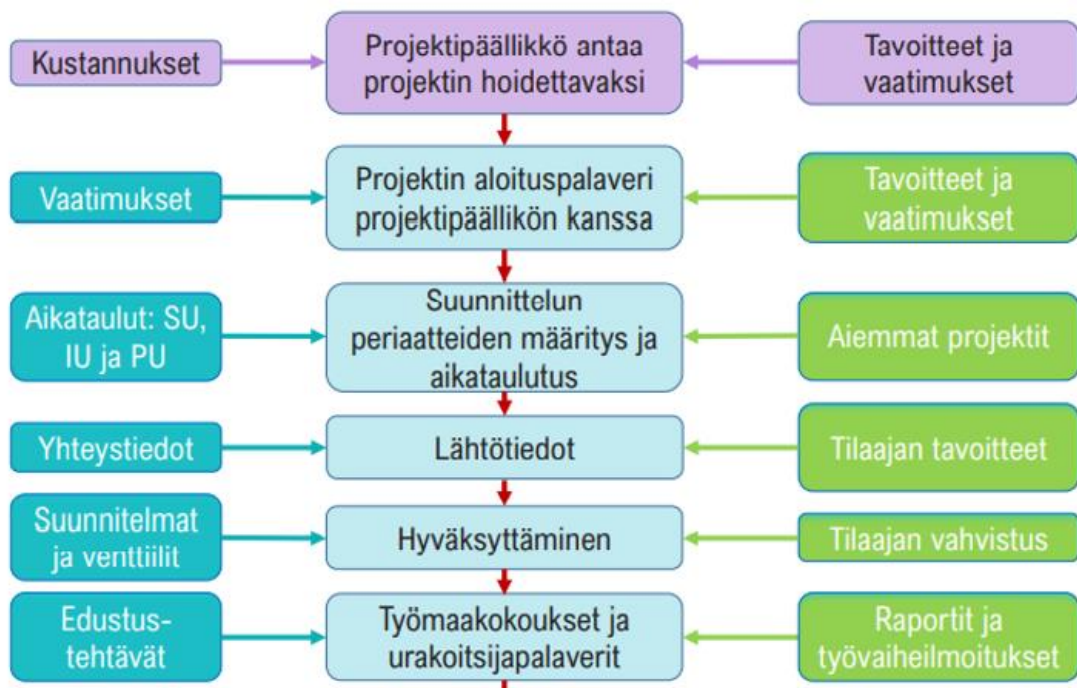 Kustannukset
Projektipäällikkö antaa
projektin hoidettavaksi
Tavoitteet ja
vaatimukset
Vaatimukset
Projektin aloituspalaveri
projektipäällikön kanssa
Tavoitteet ja
vaatimukset
Aikataulut: SU,
IU ja PU
Suunnittelun
periaatteiden määritys ja
aikataulutus
Aiemmat projektit
Yhteystiedot
Lähtötiedot
Tilaajan tavoitteet
Suunnitelmat
ja venttiilit
Hyväksyttäminen
Tilaajan vahvistus
Edustus-
tehtävät
Työmaakokoukset ja
urakoitsijapalaverit
Raportit ja
työvaiheilmoitukset